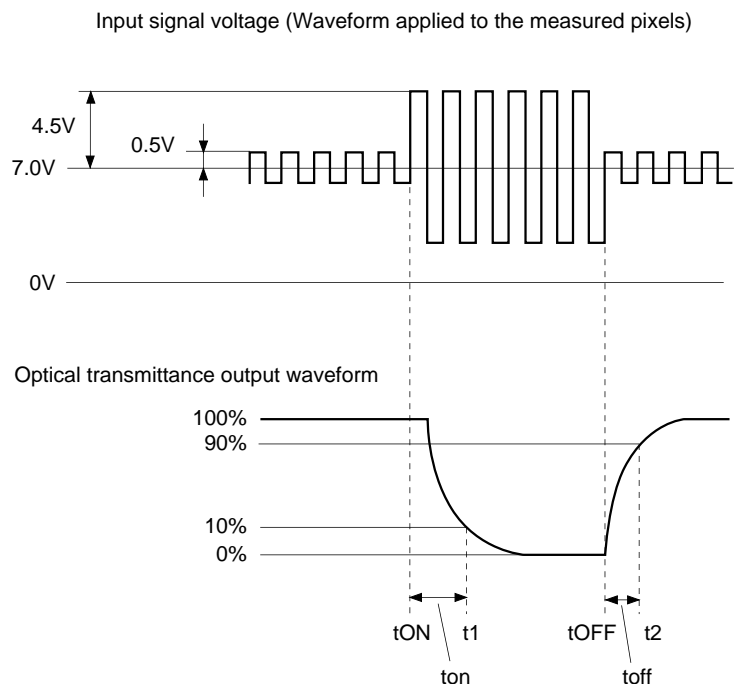 Input signal voltage (Waveform applied to the measured pixels)
4.5V
0.5V
7.0V
0V
Optical transmittance output waveform
100%
90%
10%
0%
tON t1 tOFF t2
ton toff